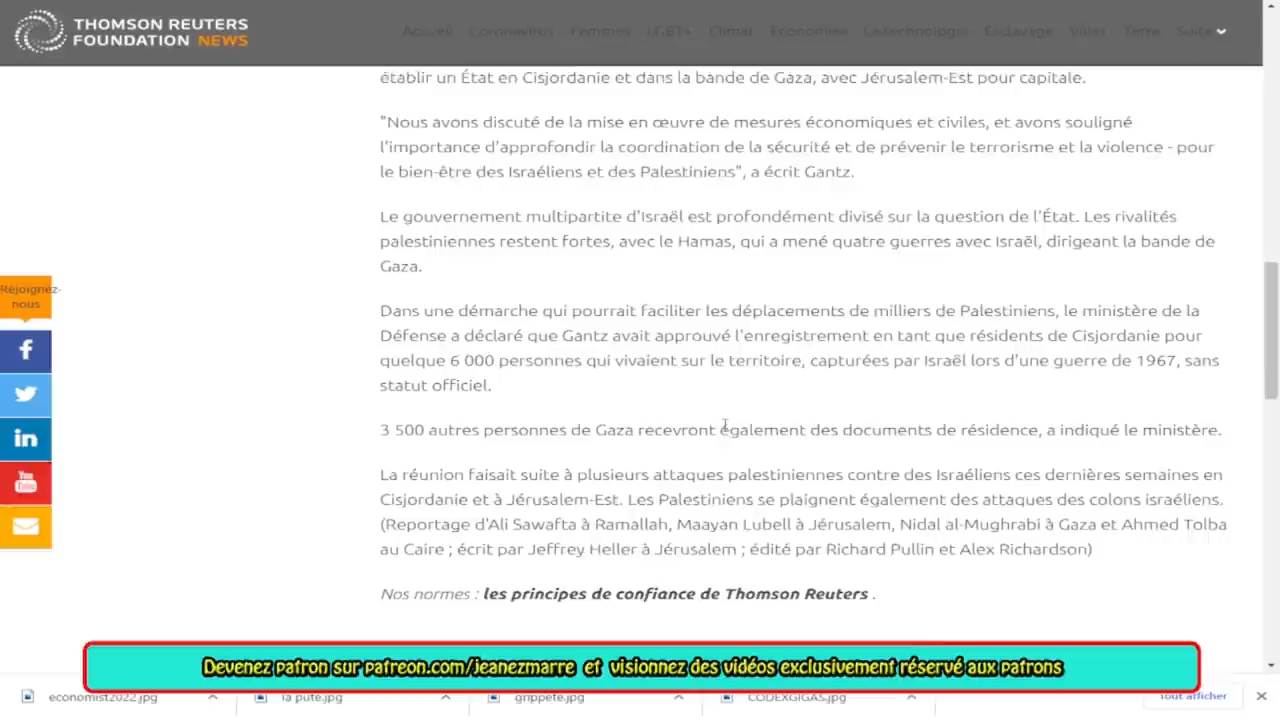 THOMSON REUTERS
FOUNDATION NEWS
Accueil Coronavirus Femmes LGBT+ Climat Economies La technologie Esclavage Villes Terre Suite
établir un État en Cisjordanie et dans la bande de Gaza, avec Jérusalem-Est pour capitale.
"Nous avons discuté de la mise en œuvre de mesures économiques et civiles, et avons souligné
l'importance d'approfondir la coordination de la sécurité et de prévenir le terrorisme et la violence - pour
le bien-être des Israéliens et des Palestiniens", a écrit Gantz.
Le gouvernement multipartite d'Israël est profondément divisé sur la question de l'État. Les rivalités
palestiniennes restent fortes, avec le Hamas, qui a mené quatre guerres avec Israël, dirigeant la bande de
Gaza.
Rejoignez-
nous
Dans une démarche qui pourrait faciliter les déplacements de milliers de Palestiniens, le ministère de la
Défense a déclaré que Gantz avait approuvé l'enregistrement en tant que résidents de Cisjordanie pour
quelque 6 000 personnes qui vivaient sur le territoire, capturées par Israël lors d'une guerre de 1967, sans
statut officiel.
3 500 autres personnes de Gaza recevront également des documents de résidence, a indiqué le ministère.
La réunion faisait suite à plusieurs attaques palestiniennes contre des Israéliens ces dernières semaines en
Cisjordanie et à Jérusalem-Est. Les Palestiniens se plaignent également des attaques des colons israéliens.
(Reportage d'Ali Sawafta à Ramallah, Maayan Lubell à Jérusalem, Nidal al-Mughrabi à Gaza et Ahmed Tolba
au Caire ; écrit par Jeffrey Heller à Jérusalem ; édité par Richard Pullin et Alex Richardson)
Nos normes : les principes de confiance de Thomson Reuters .
Devenez patron sur patreon.com/jeanezmarre et visionnez des vidéos exclusivement réservé aux patrons
economist2022.jpg la pute.jpg grippete.jpg CODEXGIGAS.jpg Tout afficher